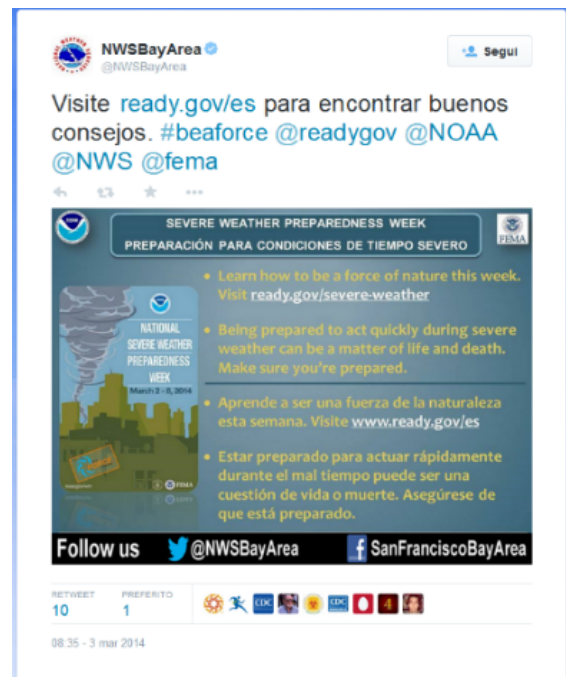 NWSBayArea
@NWSBayArea
Segui
Visite ready.gov/es para encontrar buenos
consejos. #beaforce @readygov @NOAA
@NWS @fema
SEVERE WEATHER PREPAREDNESS WEEK
PREPARACIÓN PARA CONDICIONES DE TIEMPO SEVERO
FEMA
• Learn how to be a force of nature this week.
Visit ready.gov/severe-weather
• Being prepared to act quickly during severe
weather can be a matter of life and death.
Make sure you're prepared.
NATIONAL
SEVERE WEATHER
PREPAREDNESS
WEEK
March 2 - 8, 2014
FEMA
• Aprende a ser una fuerza de la naturaleza
esta semana. Visite www.ready.gov/es
• Estar preparado para actuar rápidamente
durante el mal tiempo puede ser una
cuestión de vida o muerte. Asegúrese de
que está preparado.
Follow us @NWSBayArea SanFranciscoBayArea
RETWEET PREFERITO
10 1
CDC CDC 4
08:35 - 3 mar 2014